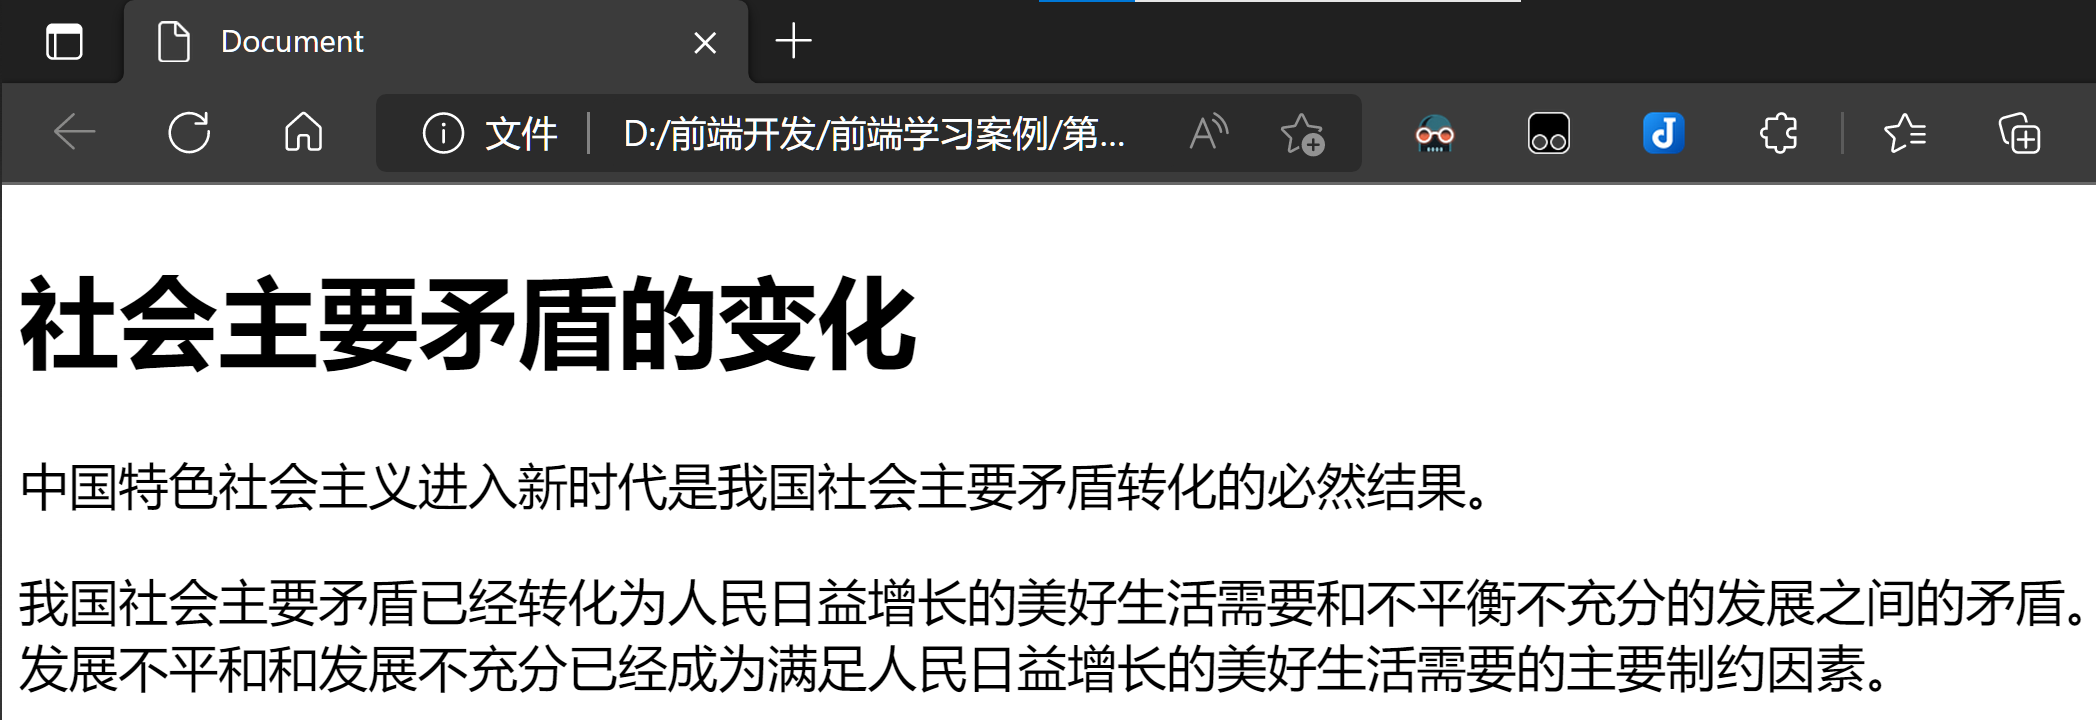 Document
文件
D:/前端开发/前端学习案例/第...
社会主要矛盾的变化
中国特色社会主义进入新时代是我国社会主要矛盾转化的必然结果。
我国社会主要矛盾已经转化为人民日益增长的美好生活需要和不平衡不充分的发展之间的矛盾。
发展不平和和发展不充分已经成为满足人民日益增长的美好生活需要的主要制约因素。